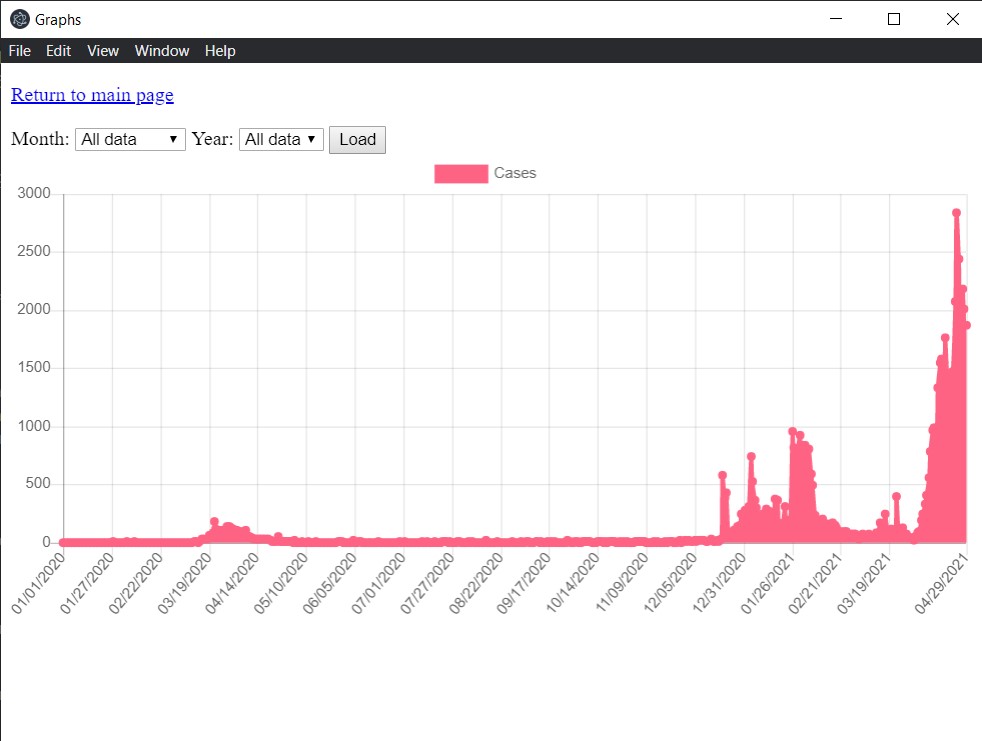 Graphs
File Edit View Window Help
Return to main page
Month: All data Year: All data Load
Cases
3000
2500
2000
1500
1000
500
0
01/01/2020 01/27/2020 02/22/2020 03/19/2020 04/14/2020 05/10/2020 06/05/2020 07/01/2020 07/27/2020 08/22/2020 09/17/2020 10/14/2020 11/09/2020 12/05/2020 12/31/2020 01/26/2021 02/21/2021 03/19/2021 04/29/2021